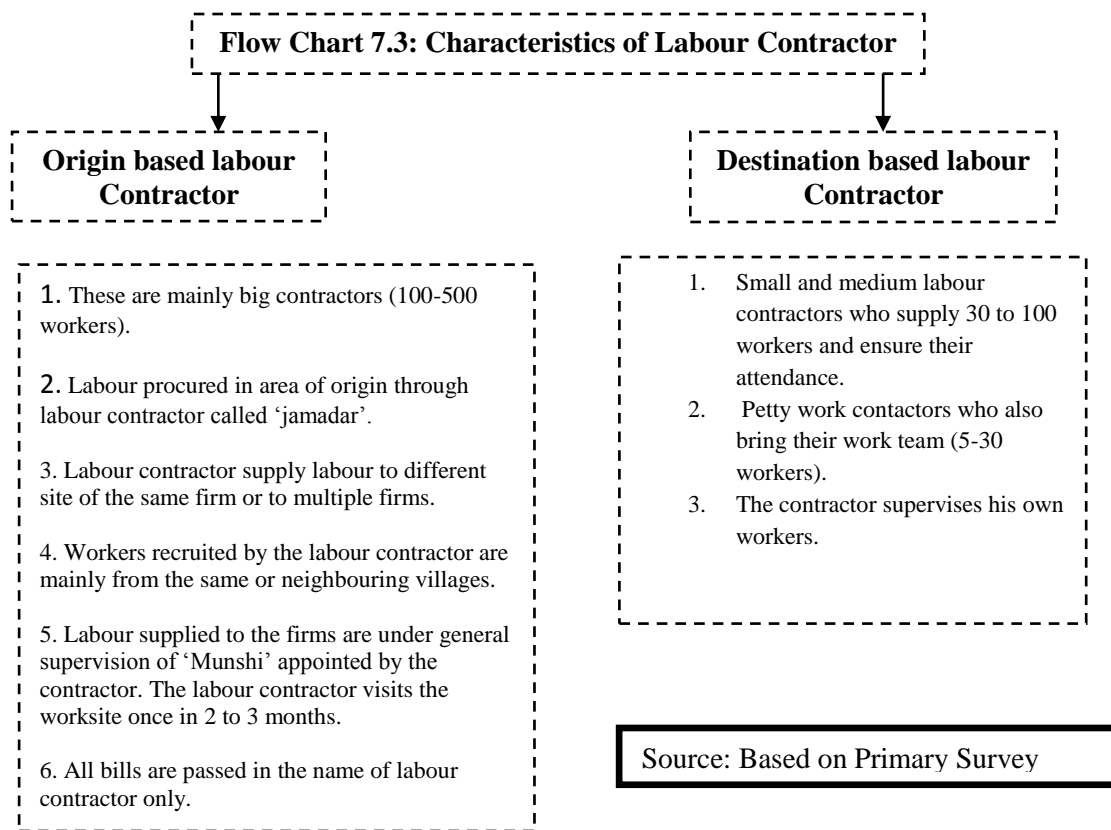 Flow Chart 7.3: Characteristics of Labour Contractor
Origin based labour
Contractor
1. These are mainly big contractors (100-500
workers).
2. Labour procured in area of origin through
labour contractor called ‘jamadar’.
3. Labour contractor supply labour to different
site of the same firm or to multiple firms.
4. Workers recruited by the labour contractor are
mainly from the same or neighbouring villages.
5. Labour supplied to the firms are under general
supervision of ‘Munshi’ appointed by the
contractor. The labour contractor visits the
worksite once in 2 to 3 months.
6. All bills are passed in the name of labour
contractor only.
Destination based labour
Contractor
1. Small and medium labour
contractors who supply 30 to 100
workers and ensure their
attendance.
2. Petty work contactors who also
bring their work team (5-30
workers).
3. The contractor supervises his own
workers.
Source: Based on Primary Survey